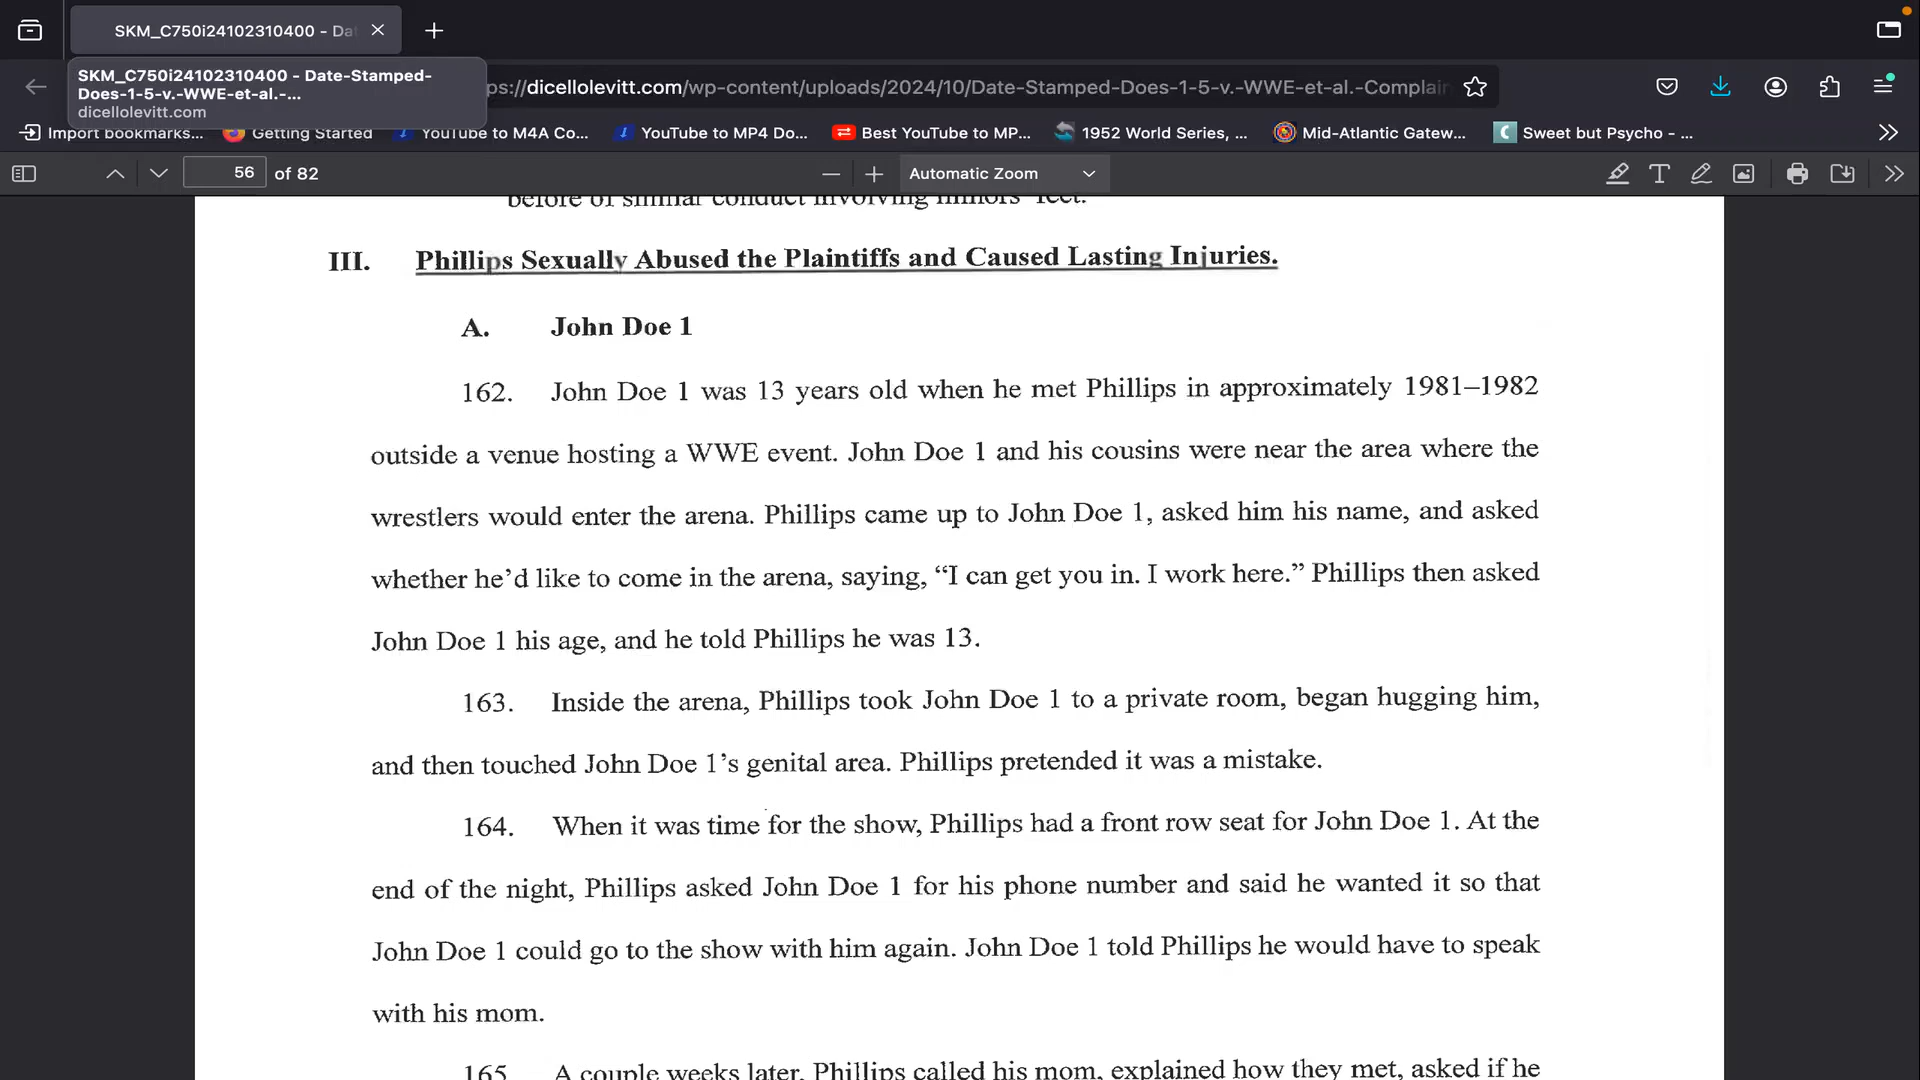 SKM_C750i24102310400 - Da
SKM_C750i24102310400 - Date-Stamped-
Does-1-5-v.-WWE-et-al.-...
dicellolevitt.com
ps://dicellolevitt.com/wp-content/uploads/2024/10/Date-Stamped-Does-1-5-v.-WWE-et-al.-Complain
Import bookmarks... Getting Started YouTube to M4A Co... YouTube to MP4 Do... Best YouTube to MP... 1952 World Series, ... Mid-Atlantic Gatew... Sweet but Psycho - ...
56 of 82 Automatic Zoom
before of similar conduct involving minors' feet.
III. Phillips Sexually Abused the Plaintiffs and Caused Lasting Injuries.
A. John Doe 1
162. John Doe 1 was 13 years old when he met Phillips in approximately 1981–1982
outside a venue hosting a WWE event. John Doe 1 and his cousins were near the area where the
wrestlers would enter the arena. Phillips came up to John Doe 1, asked him his name, and asked
whether he’d like to come in the arena, saying, “I can get you in. I work here.” Phillips then asked
John Doe 1 his age, and he told Phillips he was 13.
163. Inside the arena, Phillips took John Doe 1 to a private room, began hugging him,
and then touched John Doe 1’s genital area. Phillips pretended it was a mistake.
164. When it was time for the show, Phillips had a front row seat for John Doe 1. At the
end of the night, Phillips asked John Doe 1 for his phone number and said he wanted it so that
John Doe 1 could go to the show with him again. John Doe 1 told Phillips he would have to speak
with his mom.
165. A couple weeks later, Phillips called his mom, explained how they met, asked if he